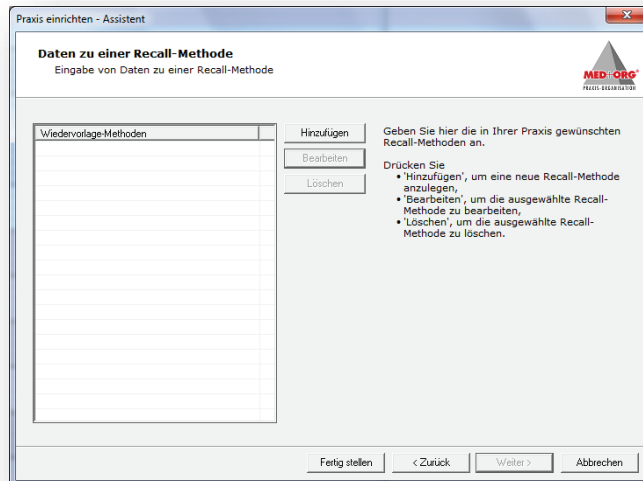 Praxis einrichten - Assistent
Daten zu einer Recall-Methode
Eingabe von Daten zu einer Recall-Methode
MED+ORG®
PRAXIS-ORGANISATION
Wiedervorlage-Methoden
Hinzufügen
Bearbeiten
Löschen
Geben Sie hier die in Ihrer Praxis gewünschten
Recall-Methoden an.
Drücken Sie
• 'Hinzufügen', um eine neue Recall-Methode
anzulegen,
• 'Bearbeiten', um die ausgewählte Recall-
Methode zu bearbeiten,
• 'Löschen', um die ausgewählte Recall-
Methode zu löschen.
Fertig stellen
< Zurück
Weiter >
Abbrechen